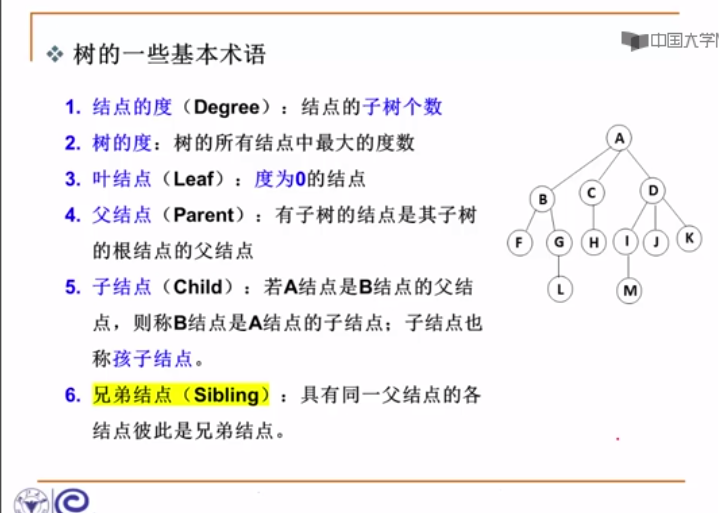 中国大学
❖ 树的一些基本术语
1. 结点的度（Degree）：结点的子树个数
2. 树的度：树的所有结点中最大的度数
3. 叶结点（Leaf）：度为0的结点
4. 父结点（Parent）：有子树的结点是其子树
的根结点的父结点
5. 子结点（Child）：若A结点是B结点的父结
点，则称B结点是A结点的子结点；子结点也
称孩子结点。
6. 兄弟结点（Sibling）：具有同一父结点的各
结点彼此是兄弟结点。
A
B C D
F G H I J K
L M